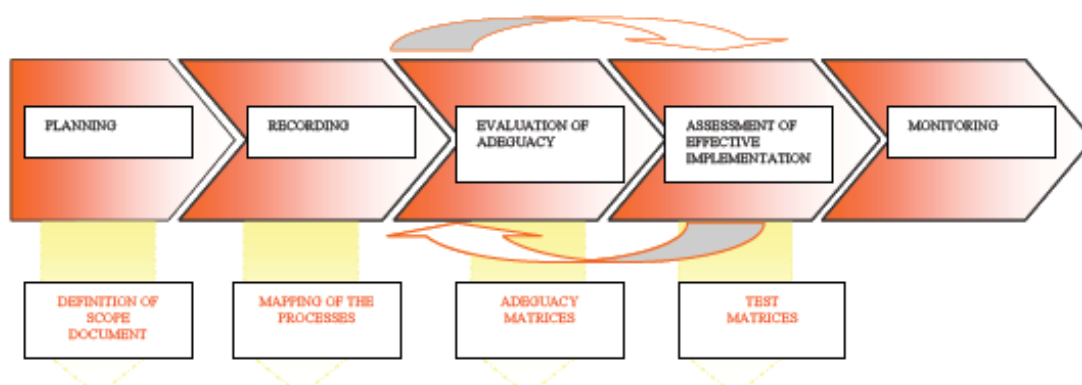 PLANNING
RECORDING
EVALUATION OF
ADEGUACY
ASSESSMENT OF
EFFECTIVE
IMPLEMENTATION
MONITORING
DEFINITION OF
SCOPE
DOCUMENT
MAPPING OF THE
PROCESSES
ADEGUACY
MATRICES
TEST
MATRICES